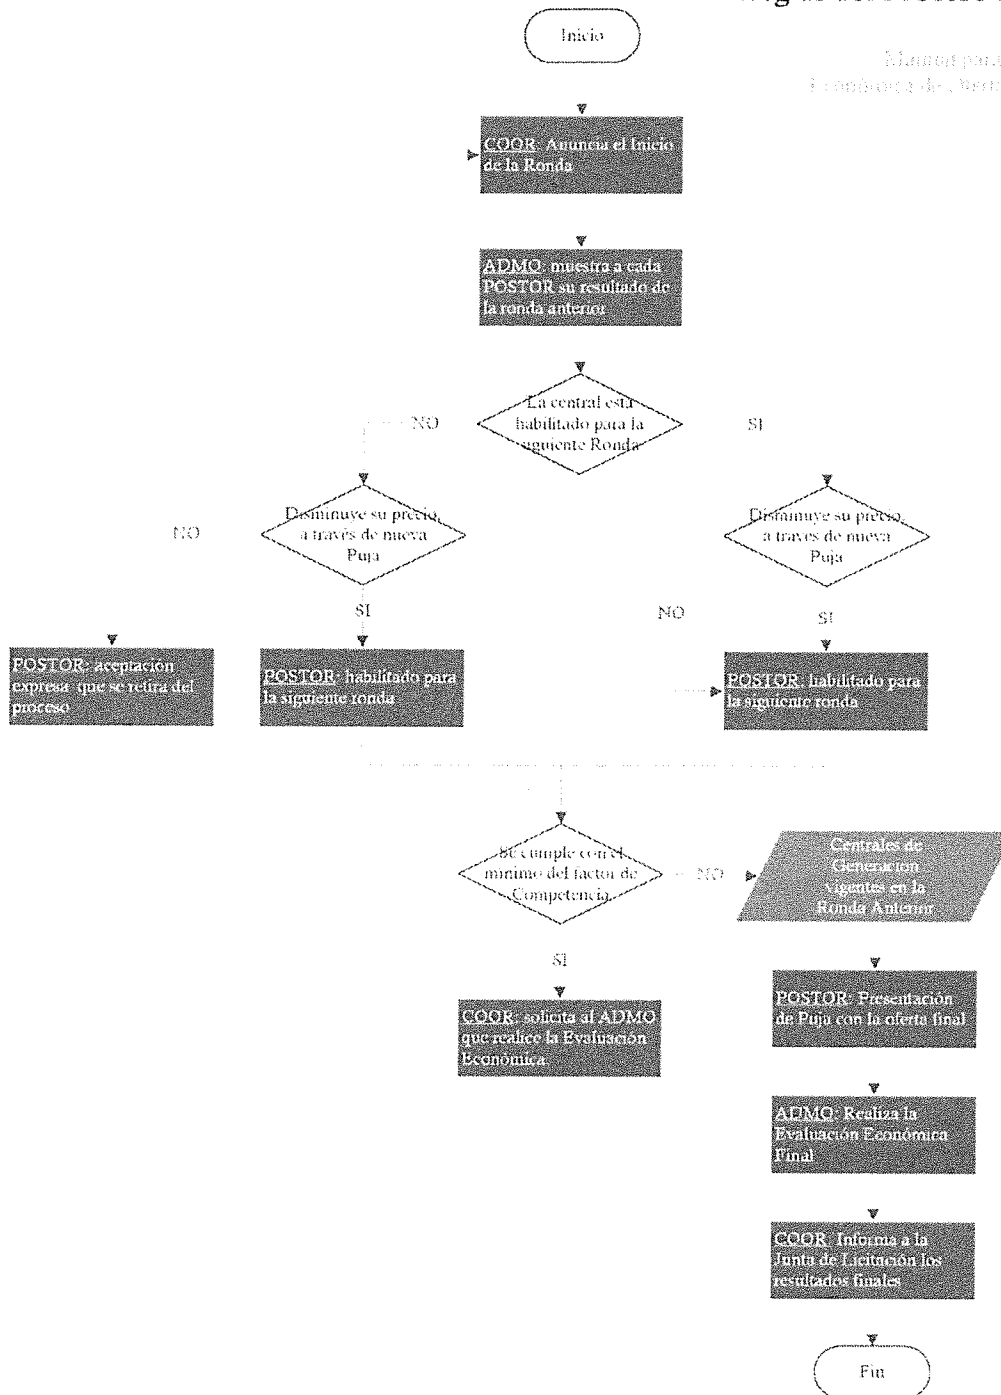 Inicio
Manual para
Económica de
COOR: Anuncia el Inicio
de la Ronda
ADMO: muestra a cada
POSTOR su resultado de
la ronda anterior
La central está
habilitado para la
siguiente Ronda
NO
SI
Disminuye su precio,
a través de nueva
Puja
NO
SI
Disminuye su precio,
a través de nueva
Puja
NO
SI
POSTOR: aceptación
expresa que se retira del
proceso
POSTOR: habilitado para
la siguiente ronda
POSTOR: habilitado para
la siguiente ronda
Se cumple con el
mínimo del factor de
Competencia
NO
SI
Centrales de
Generación
vigentes en la
Ronda Anterior
COOR: solicita al ADMO
que realice la Evaluación
Económica.
POSTOR: Presentación
de Puja con la oferta final
ADMO: Realiza la
Evaluación Económica
Final
COOR: Informa a la
Junta de Licitación los
resultados finales
Fin